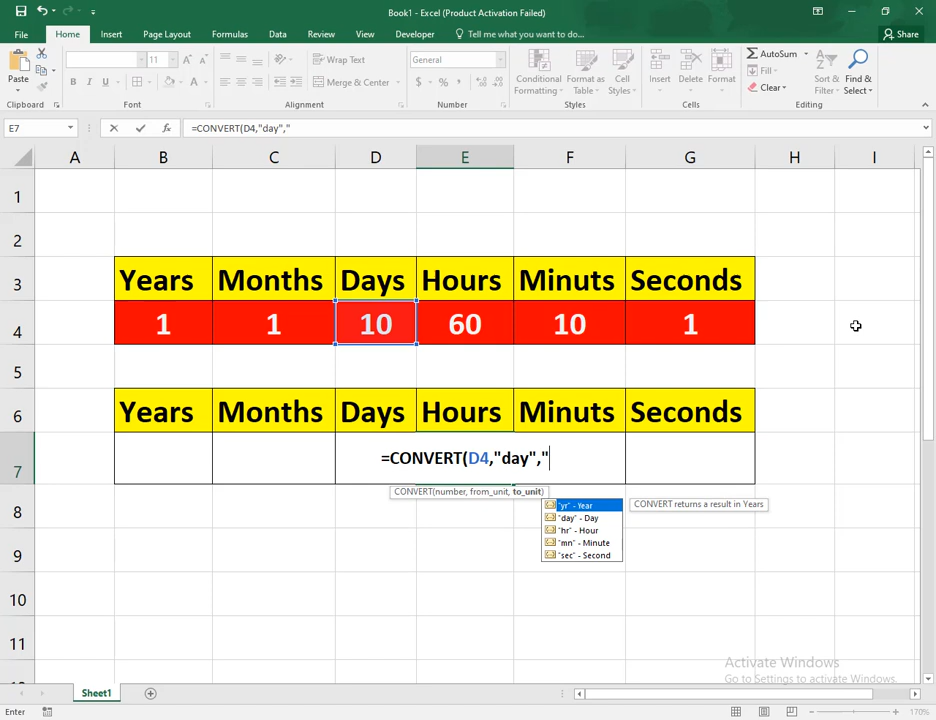 Book1 - Excel (Product Activation Failed)
File Home Insert Page Layout Formulas Data Review View Developer Tell me what you want to do... Share
Paste
Clipboard
11
B I U
Font
Wrap Text
Merge & Center
Alignment
General
$ % ,
Number
Conditional Formatting
Format as Table
Cell Styles
Styles
Insert Delete Format
Cells
AutoSum
Fill
Clear
Sort & Filter
Find & Select
Editing
E7 fx =CONVERT(D4,"day","
A B C D E F G H I
1
2
3 Years Months Days Hours Minuts Seconds
4 1 1 10 60 10 1
5
6 Years Months Days Hours Minuts Seconds
7 =CONVERT(D4,"day","
CONVERT(number, from_unit, to_unit)
8 "yr" - Year CONVERT returns a result in Years
"day" - Day
"hr" - Hour
"mn" - Minute
9 "sec" - Second
10
11
Activate Windows
Go to Settings to activate Windows.
Sheet1
Enter 170%